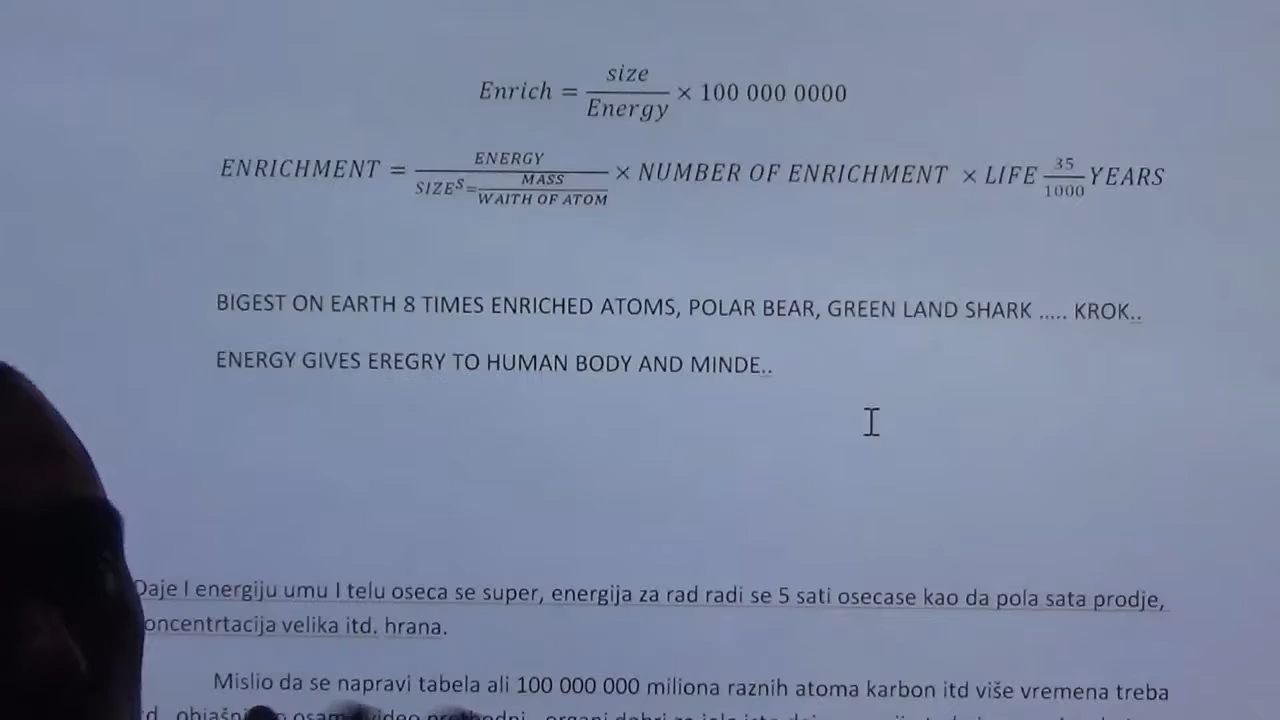 Enrich = size / Energy × 100 000 0000
ENRICHMENT = ENERGY / SIZE^S = MASS / WAITH OF ATOM × NUMBER OF ENRICHMENT × LIFE 35/1000 YEARS
BIGEST ON EARTH 8 TIMES ENRICHED ATOMS, POLAR BEAR, GREEN LAND SHARK ..... KROK..
ENERGY GIVES EREGRY TO HUMAN BODY AND MINDE..
Daje I energiju umu I telu oseca se super, energija za rad radi se 5 sati osecase kao da pola sata prodje,
oncentrtacija velika itd. hrana.
Mislio da se napravi tabela ali 100 000 000 miliona raznih atoma karbon itd više vremena treba
video